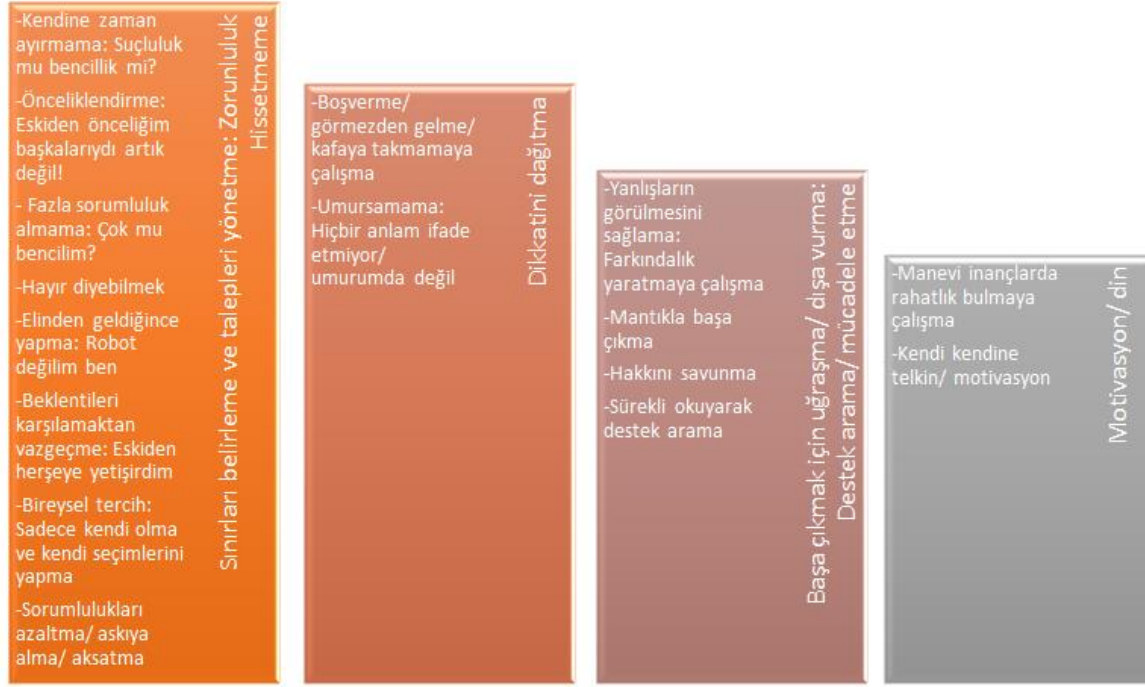 -Kendine zaman
ayırmama: Suçluluk
mu bencillik mi?
-Önceliklendirme:
Eskiden önceliğim
başkalarıydı artık
değil!
- Fazla sorumluluk
almama: Çok mu
bencilim?
-Hayır diyebilmek
-Elinden geldiğince
yapma: Robot
değilim ben
-Beklentileri
karşılamaktan
vazgeçme: Eskiden
herşeye yetişirdim
-Bireysel tercih:
Sadece kendi olma
ve kendi seçimlerini
yapma
-Sorumlulukları
azaltma/ askıya
alma/ aksatma
Sınırları belirleme ve talepleri yönetme: Zorunluluk
Hissetmeme
-Boşverme/
görmezden gelme/
kafaya takmamaya
çalışma
-Umursamama:
Hiçbir anlam ifade
etmiyor/
umurumda değil
Dikkatini dağıtma
-Yanlışların
görülmesini
sağlama:
Farkındalık
yaratmaya çalışma
-Mantıkla başa
çıkma
-Hakkını savunma
-Sürekli okuyarak
destek arama
Başa çıkmak için uğraşma/ dışa vurma:
Destek arama/ mücadele etme
-Manevi inançlarda
rahatlık bulmaya
çalışma
-Kendi kendine
telkin/ motivasyon
Motivasyon/ din